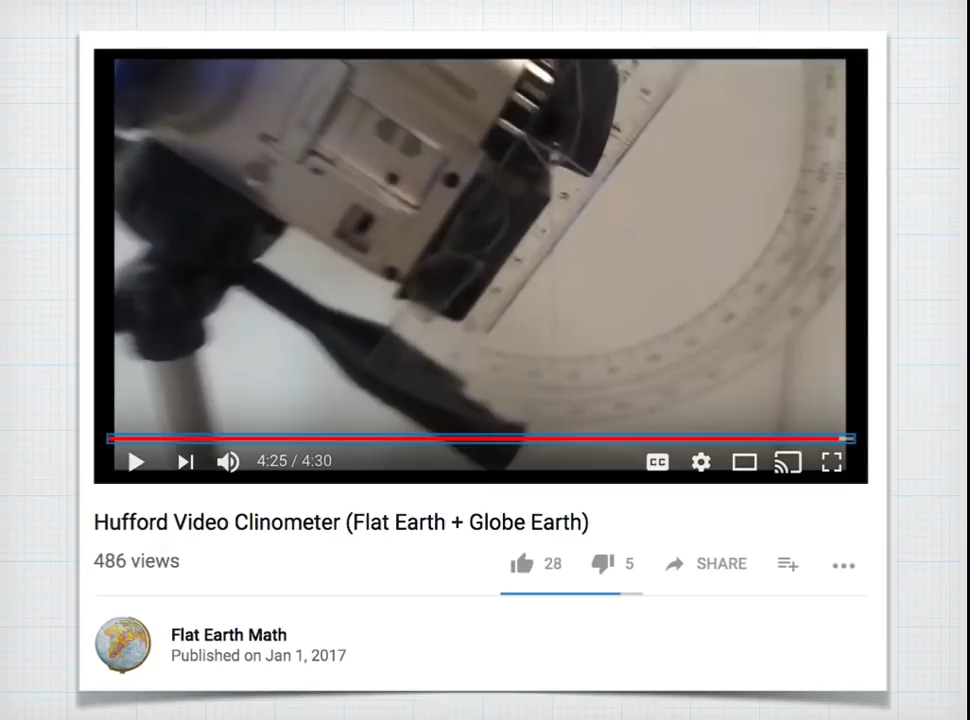 4:25 / 4:30
CC
Hufford Video Clinometer (Flat Earth + Globe Earth)
486 views
28
5
SHARE
Flat Earth Math
Published on Jan 1, 2017